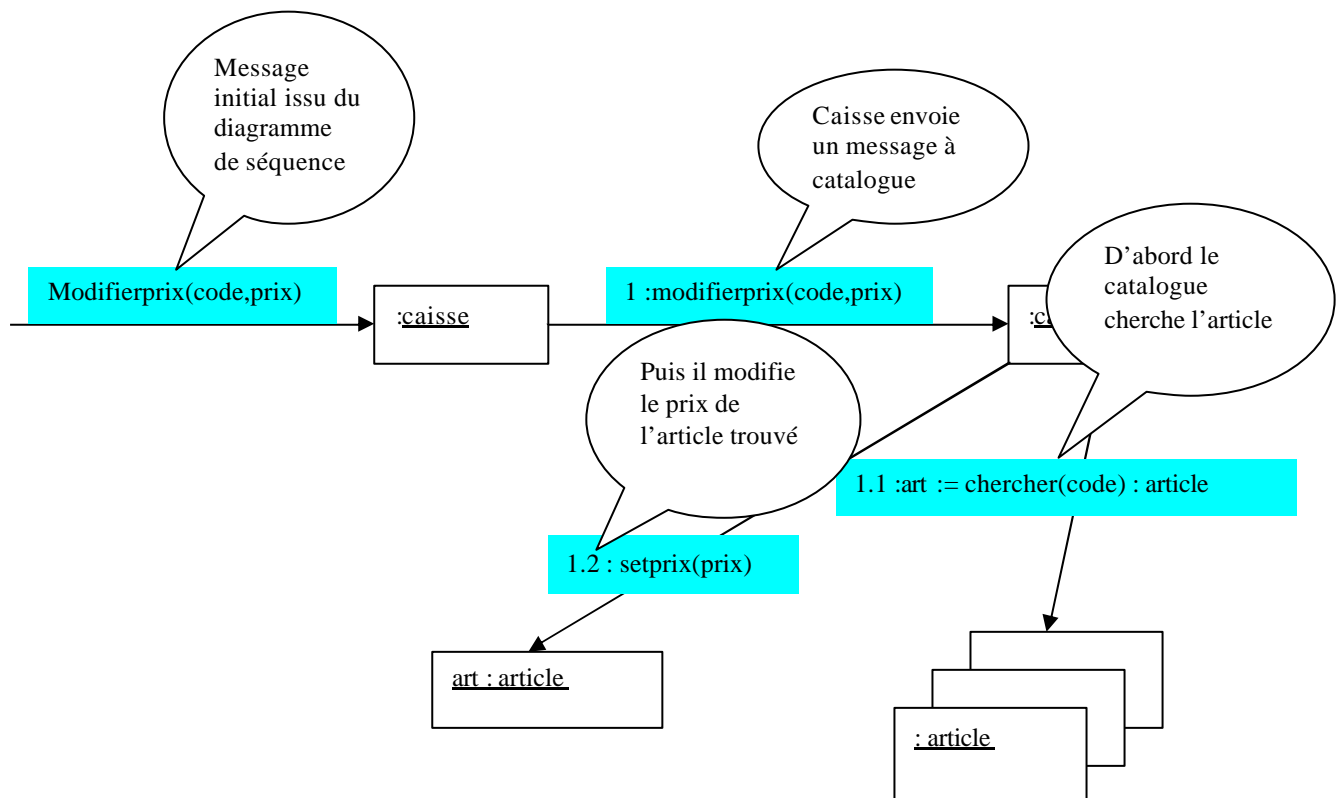 Message
initial issu du
diagramme
de séquence
Caisse envoie
un message à
catalogue
D’abord le
catalogue
cherche l’article
Modifierprix(code,prix)
:caisse
1 :modifierprix(code,prix)
Puis il modifie
le prix de
l’article trouvé
1.1 :art := chercher(code) : article
1.2 : setprix(prix)
art : article
: article